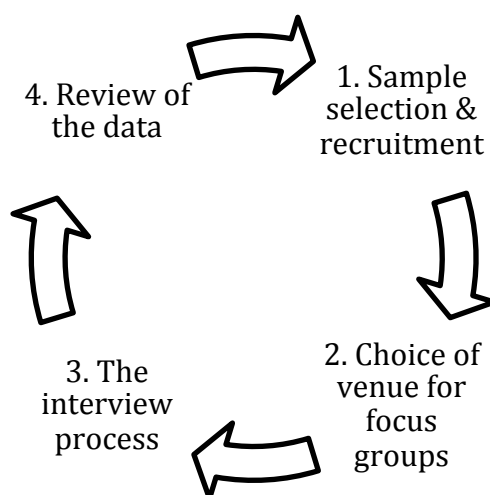 1. Sample
selection &
recruitment
2. Choice of
venue for
focus
groups
3. The
interview
process
4. Review of
the data